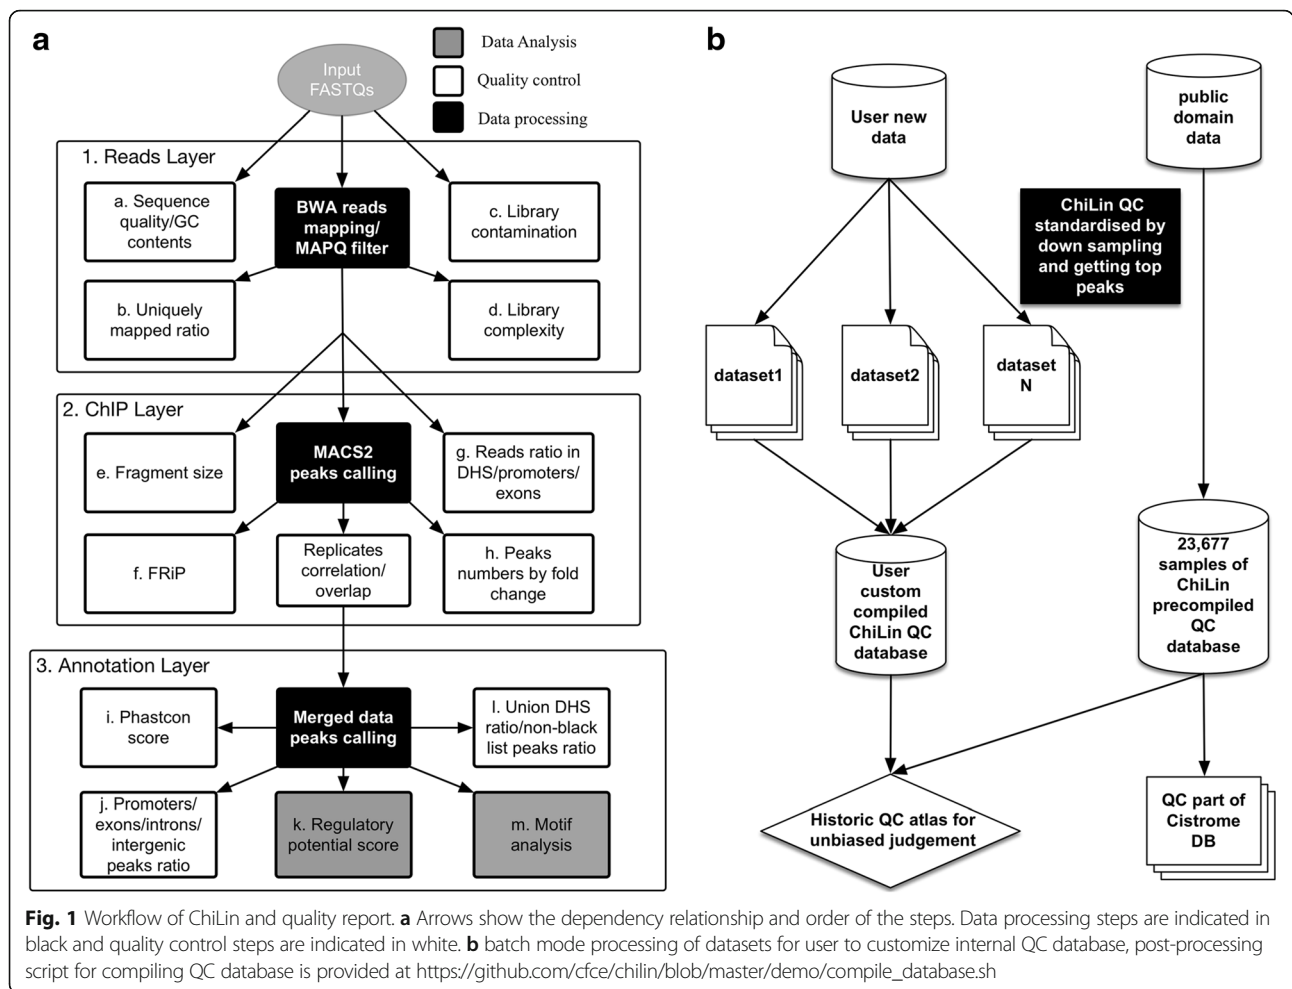 a
Input
FASTQs
Data Analysis
Quality control
Data processing
1. Reads Layer
a. Sequence
quality/GC
contents
BWA reads
mapping/
MAPQ filter
c. Library
contamination
b. Uniquely
mapped ratio
d. Library
complexity
2. ChIP Layer
e. Fragment size
MACS2
peaks calling
g. Reads ratio in
DHS/promoters/
exons
f. FRiP
Replicates
correlation/
overlap
h. Peaks
numbers by fold
change
3. Annotation Layer
i. Phastcon
score
Merged data
peaks calling
l. Union DHS
ratio/non-black
list peaks ratio
j. Promoters/
exons/introns/
intergenic
peaks ratio
k. Regulatory
potential score
m. Motif
analysis
b
User new
data
public
domain
data
ChiLin QC
standardised by
down sampling
and getting top
peaks
dataset1
dataset2
dataset
N
User
custom
compiled
ChiLin QC
database
23,677
samples of
ChiLin
precompiled
QC
database
Historic QC atlas for
unbiased judgement
QC part of
Cistrome
DB
Fig. 1 Workflow of ChiLin and quality report. a Arrows show the dependency relationship and order of the steps. Data processing steps are indicated in
black and quality control steps are indicated in white. b batch mode processing of datasets for user to customize internal QC database, post-processing
script for compiling QC database is provided at https://github.com/cfce/chilin/blob/master/demo/compile_database.sh